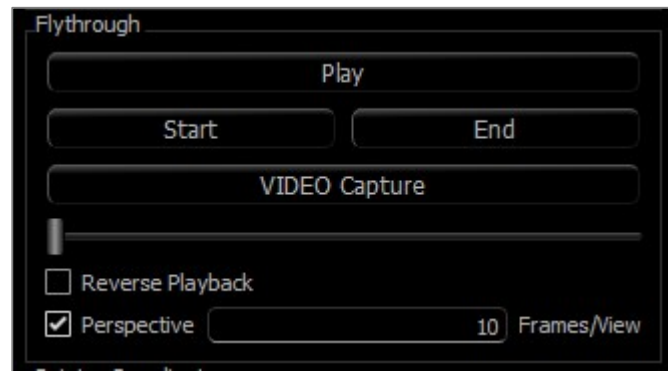 Flythrough
Play
Start End
VIDEO Capture
Reverse Playback
Perspective 10 Frames/View